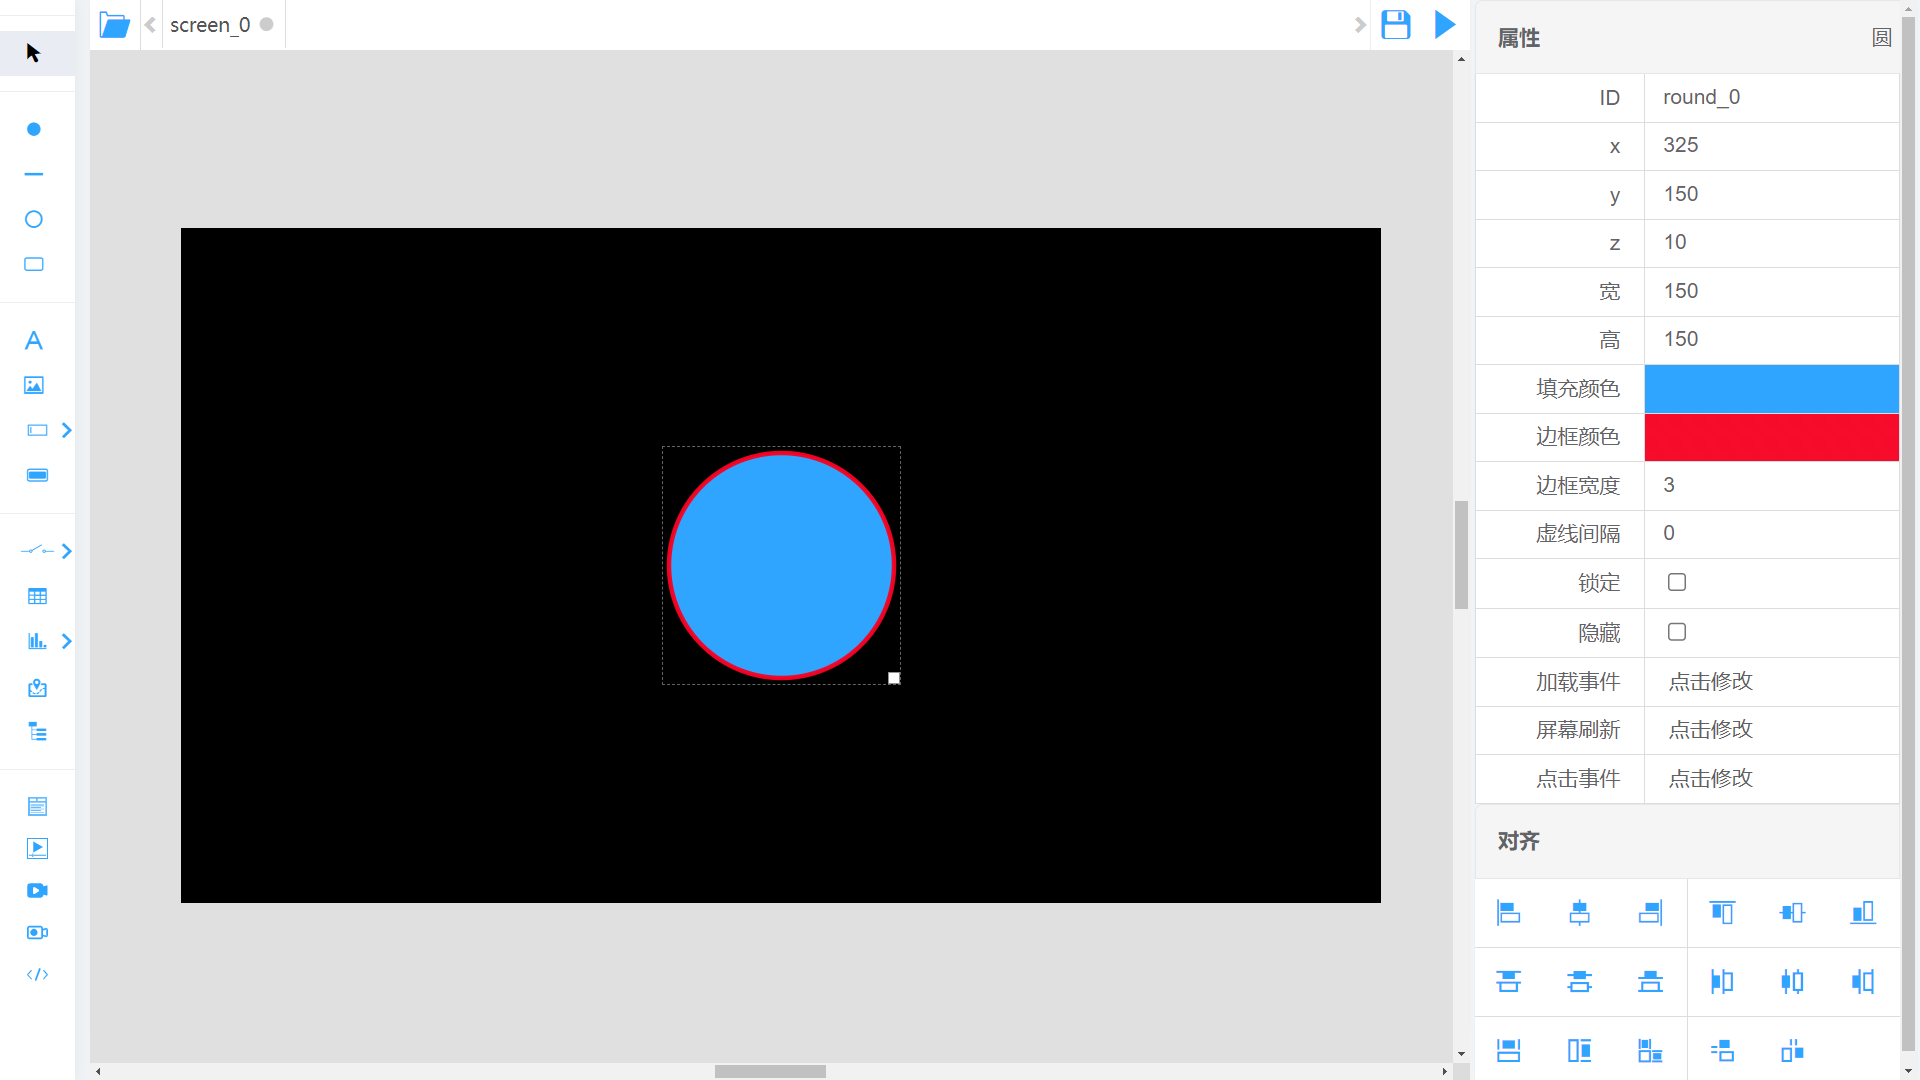 screen_0
属性 圆
ID round_0
x 325
y 150
z 10
宽 150
高 150
填充颜色
边框颜色
边框宽度 3
虚线间隔 0
锁定
隐藏
加载事件 点击修改
屏幕刷新 点击修改
点击事件 点击修改
对齐